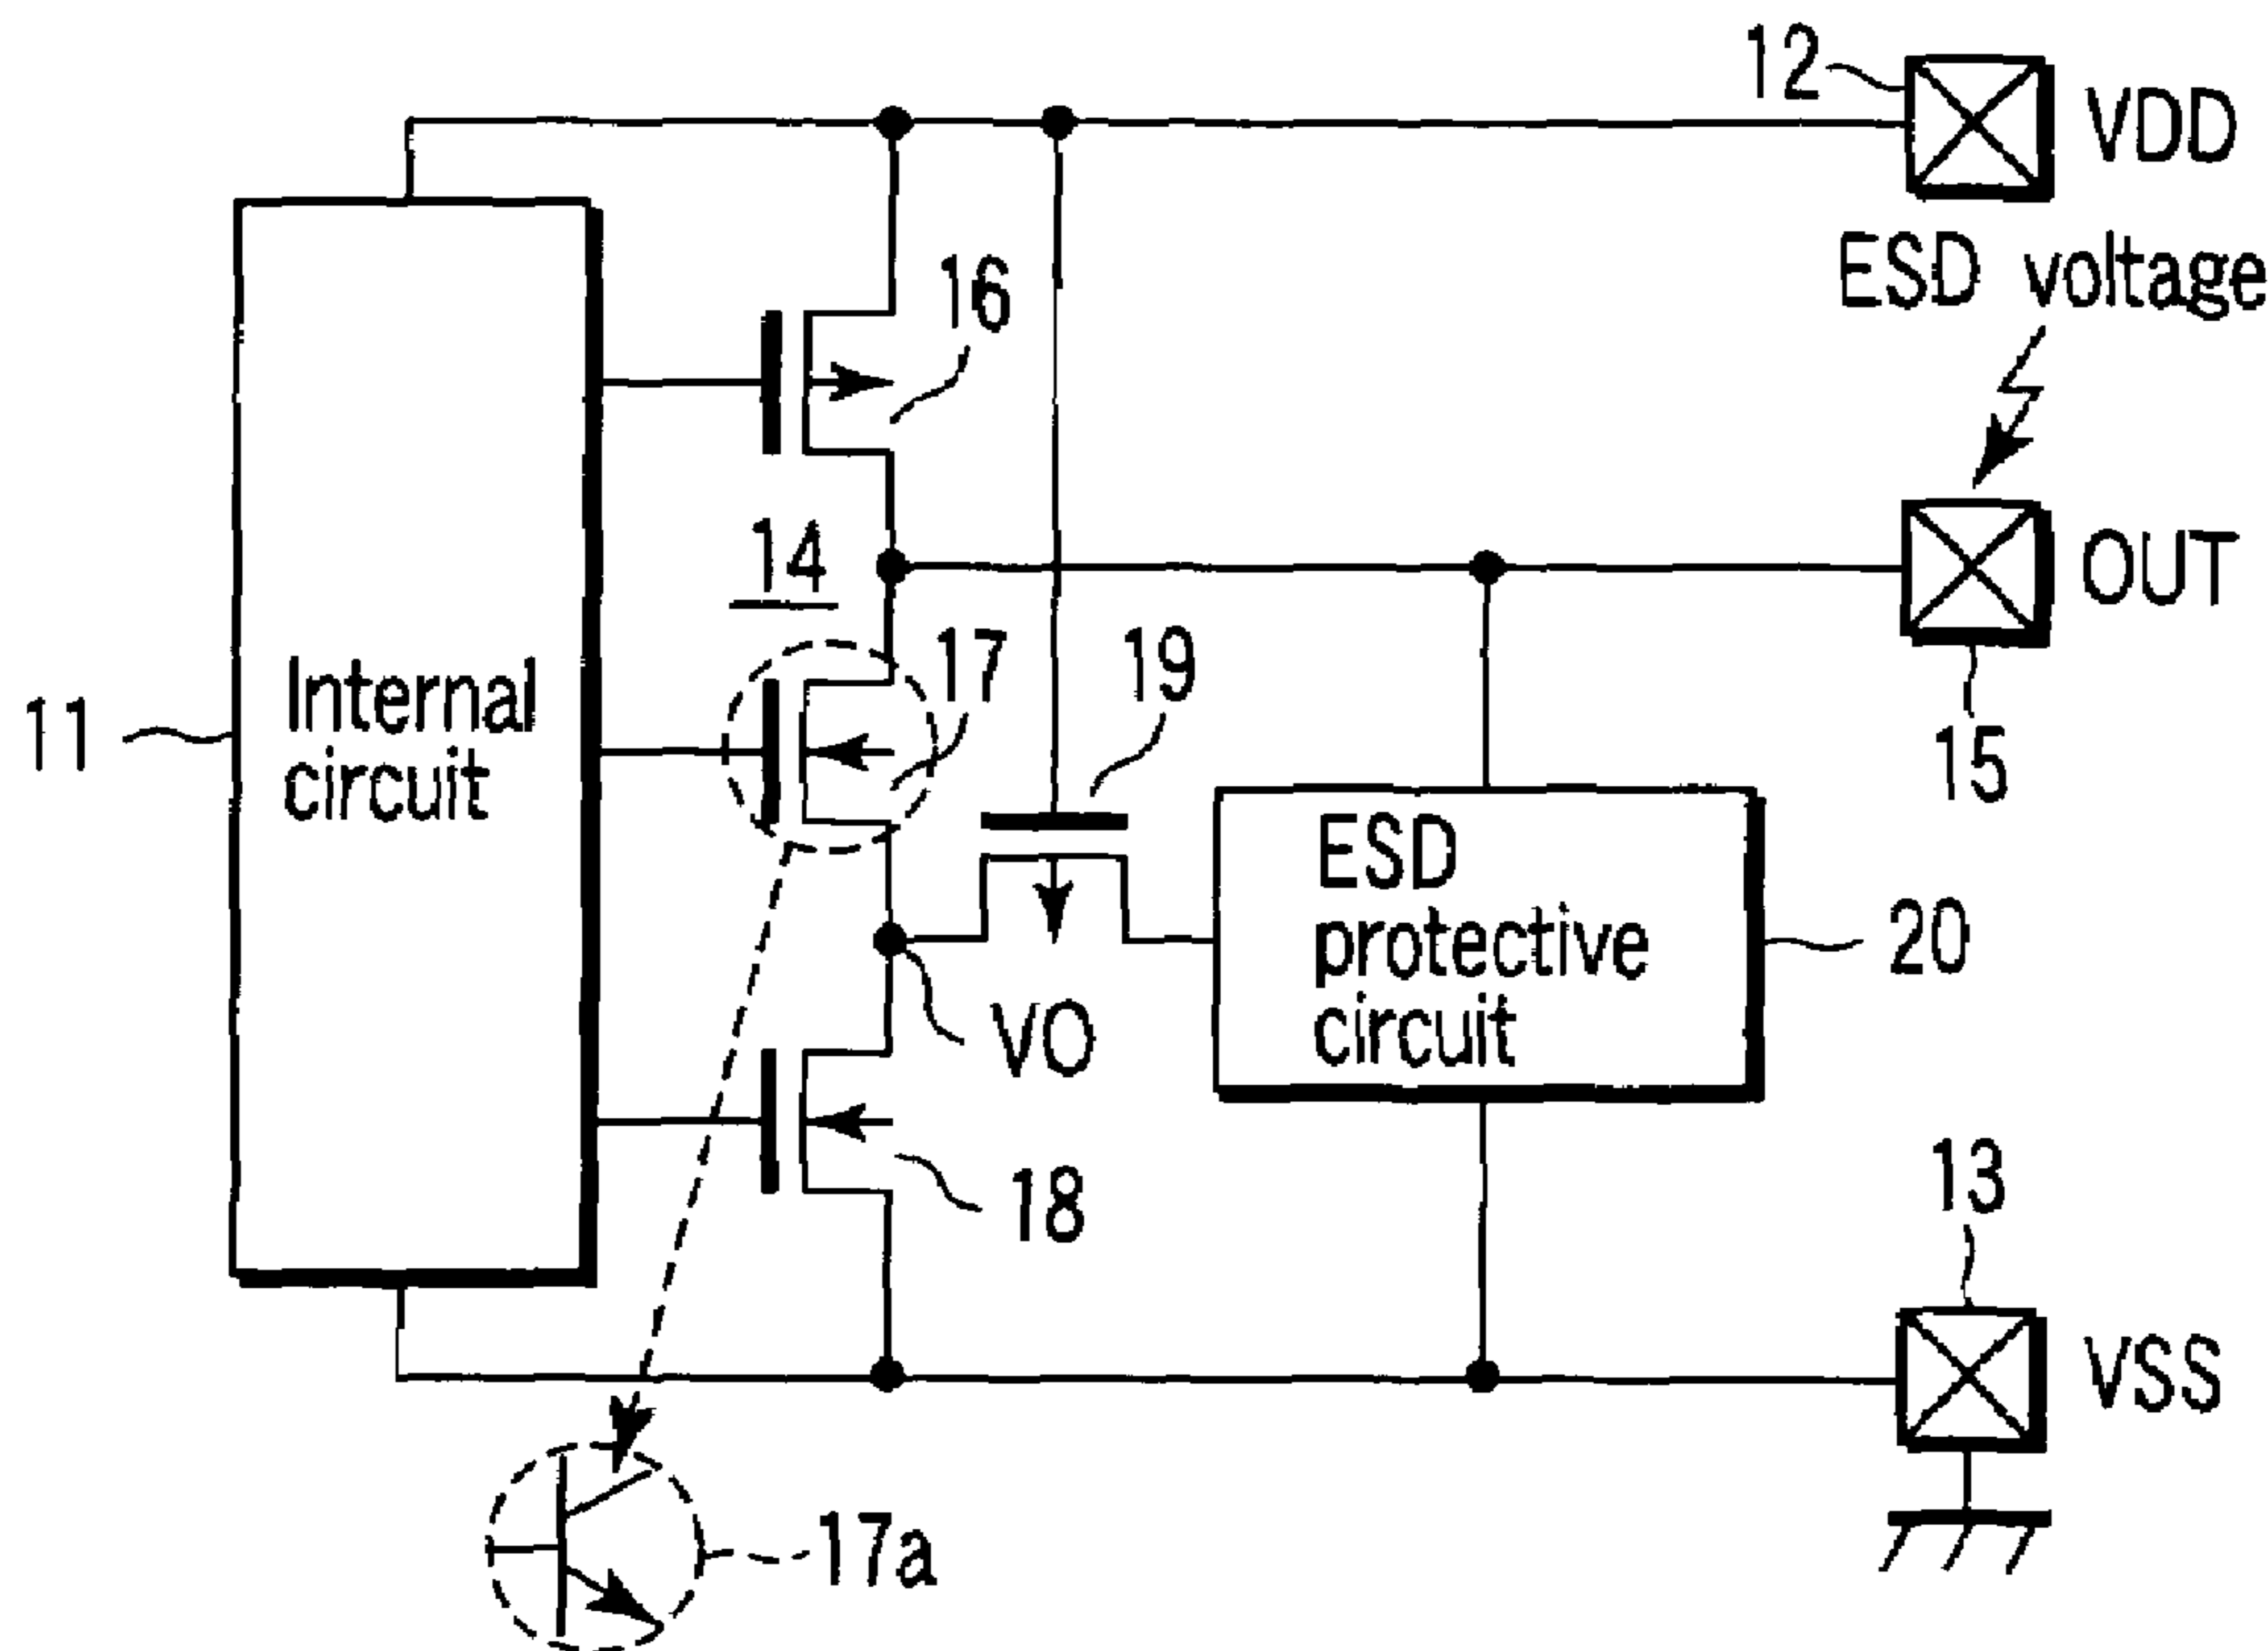 12
VDD
ESD voltage
16
14
OUT
17
19
11
Internal
circuit
15
ESD
protective
circuit
20
VO
18
13
VSS
17a